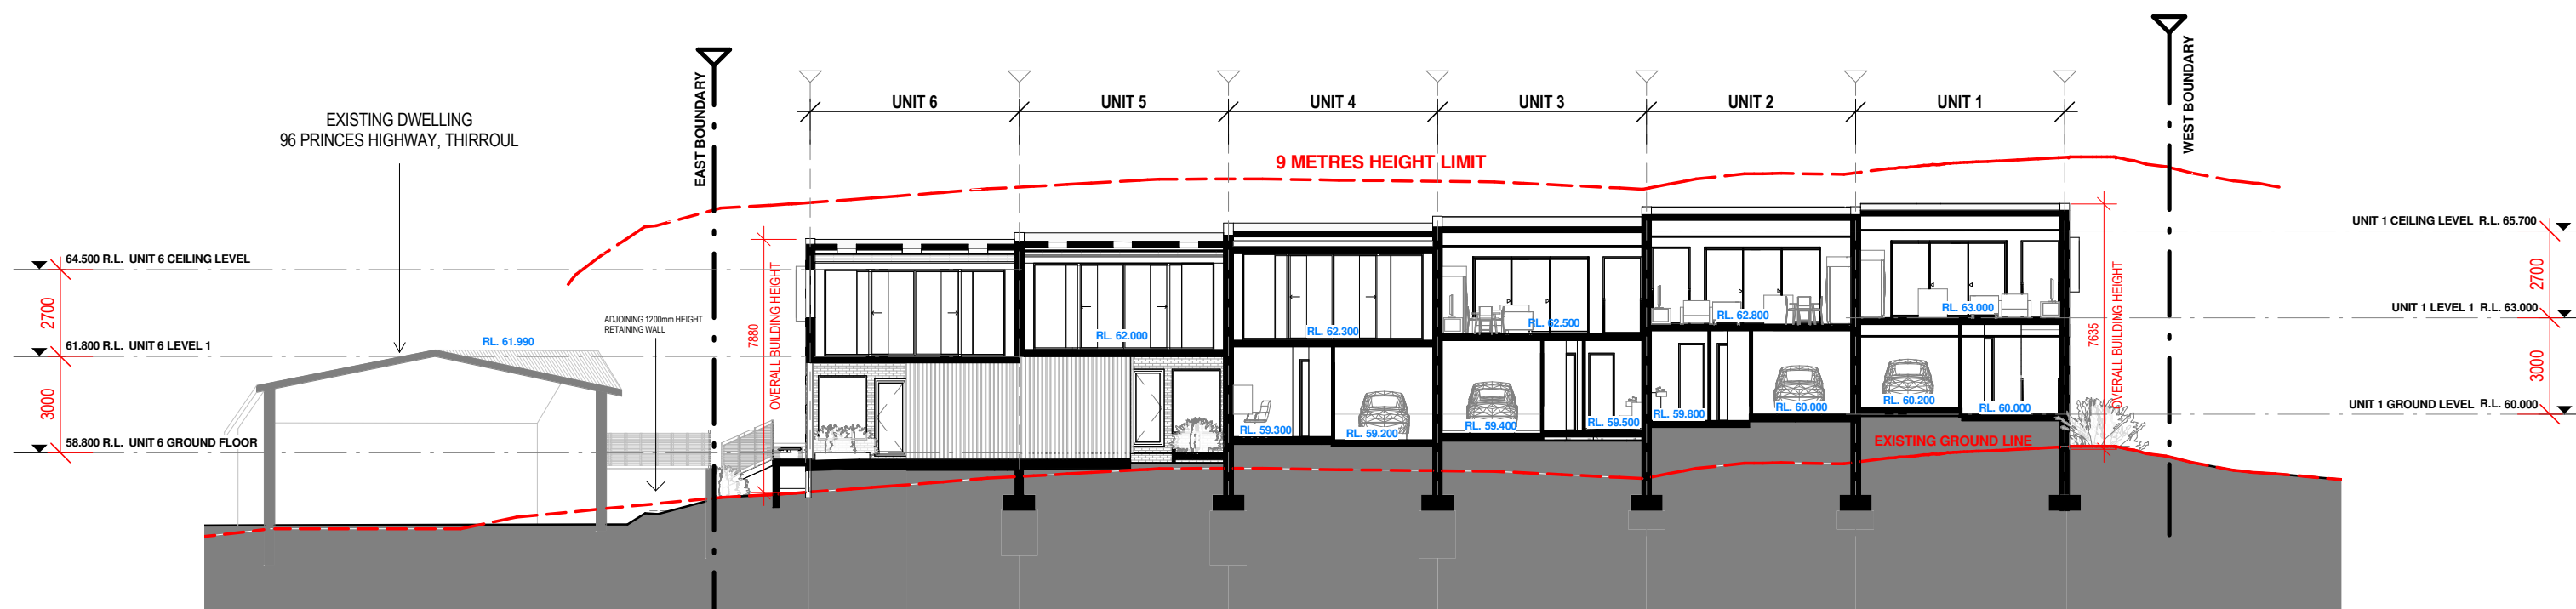 EAST BOUNDARY
WEST BOUNDARY
UNIT 6
UNIT 5
UNIT 4
UNIT 3
UNIT 2
UNIT 1
EXISTING DWELLING
96 PRINCES HIGHWAY, THIRROUL
9 METRES HEIGHT LIMIT
64.500 R.L. UNIT 6 CEILING LEVEL
2700
61.800 R.L. UNIT 6 LEVEL 1
3000
58.800 R.L. UNIT 6 GROUND FLOOR
RL. 61.990
ADJOINING 1200mm HEIGHT
RETAINING WALL
7880
OVERALL BUILDING HEIGHT
RL. 62.000
RL. 62.300
RL. 62.500
RL. 62.800
RL. 63.000
RL. 59.300
RL. 59.200
RL. 59.400
RL. 59.500
RL. 59.800
RL. 60.000
RL. 60.200
RL. 60.000
EXISTING GROUND LINE
7635
OVERALL BUILDING HEIGHT
UNIT 1 CEILING LEVEL R.L. 65.700
2700
UNIT 1 LEVEL 1 R.L. 63.000
3000
UNIT 1 GROUND LEVEL R.L. 60.000